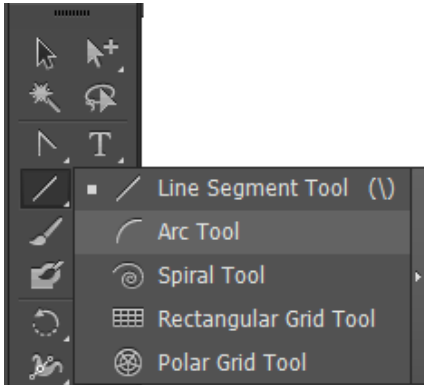 Line Segment Tool (\)
Arc Tool
Spiral Tool
Rectangular Grid Tool
Polar Grid Tool